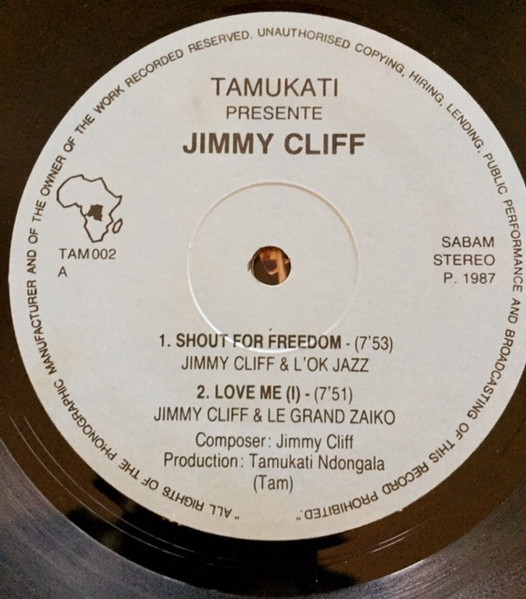 "ALL RIGHTS OF THE PHONOGRAPHIC MANUFACTURER AND OF THE OWNER OF THE WORK RECORDED RESERVED. UNAUTHORISED COPYING, HIRING, LENDING, PUBLIC PERFORMANCE AND BROADCASTING OF THIS RECORD PROHIBITED."
TAMUKATI
PRESENTE
JIMMY CLIFF
TAM 002
A
SABAM
STEREO
P. 1987
1. SHOUT FOR FREEDOM - (7'53)
JIMMY CLIFF & L'OK JAZZ
2. LOVE ME (I) - (7'51)
JIMMY CLIFF & LE GRAND ZAIKO
Composer : Jimmy Cliff
Production : Tamukati Ndongala
(Tam)